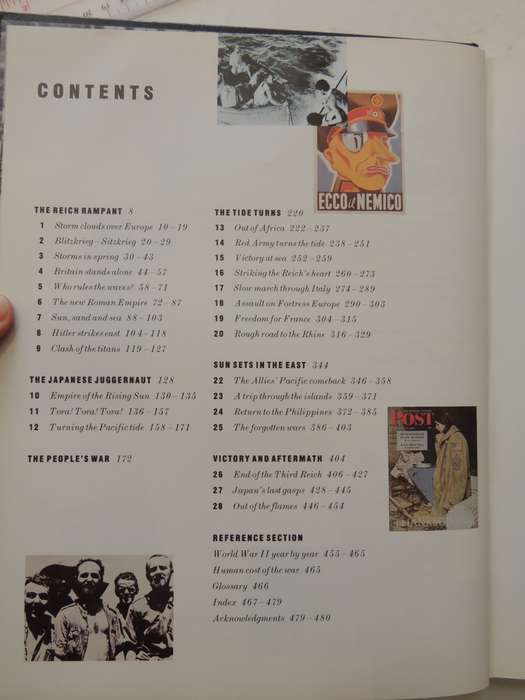 CONTENTS
ECCO il NEMICO
THE REICH RAMPANT 8
1 Storm clouds over Europe 10–19
2 Blitzkrieg – Sitzkrieg 20–29
3 Storms in spring 30–43
4 Britain stands alone 44–57
5 Who rules the waves? 58–71
6 The new Roman Empire 72–87
7 Sun, sand and sea 88–103
8 Hitler strikes east 104–118
9 Clash of the titans 119–127
THE JAPANESE JUGGERNAUT 128
10 Empire of the Rising Sun 130–135
11 Tora! Tora! Tora! 136–157
12 Turning the Pacific tide 158–171
THE PEOPLE'S WAR 172
THE TIDE TURNS 220
13 Out of Africa 222–237
14 Red Army turns the tide 238–251
15 Victory at sea 252–259
16 Striking the Reich's heart 260–273
17 Slow march through Italy 274–289
18 Assault on Fortress Europe 290–303
19 Freedom for France 304–315
20 Rough road to the Rhine 316–329
SUN SETS IN THE EAST 344
22 The Allies' Pacific comeback 346–358
23 A trip through the islands 359–371
24 Return to the Philippines 372–385
25 The forgotten wars 386–403
POST
VICTORY AND AFTERMATH 404
26 End of the Third Reich 406–427
27 Japan's last gasps 428–445
28 Out of the flames 446–454
REFERENCE SECTION
World War II year by year 455–465
Human cost of the war 465
Glossary 466
Index 467–479
Acknowledgments 479–480